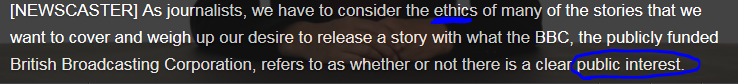 [NEWSCASTER] As journalists, we have to consider the ethics of many of the stories that we
want to cover and weigh up our desire to release a story with what the BBC, the publicly funded
British Broadcasting Corporation, refers to as whether or not there is a clear public interest.